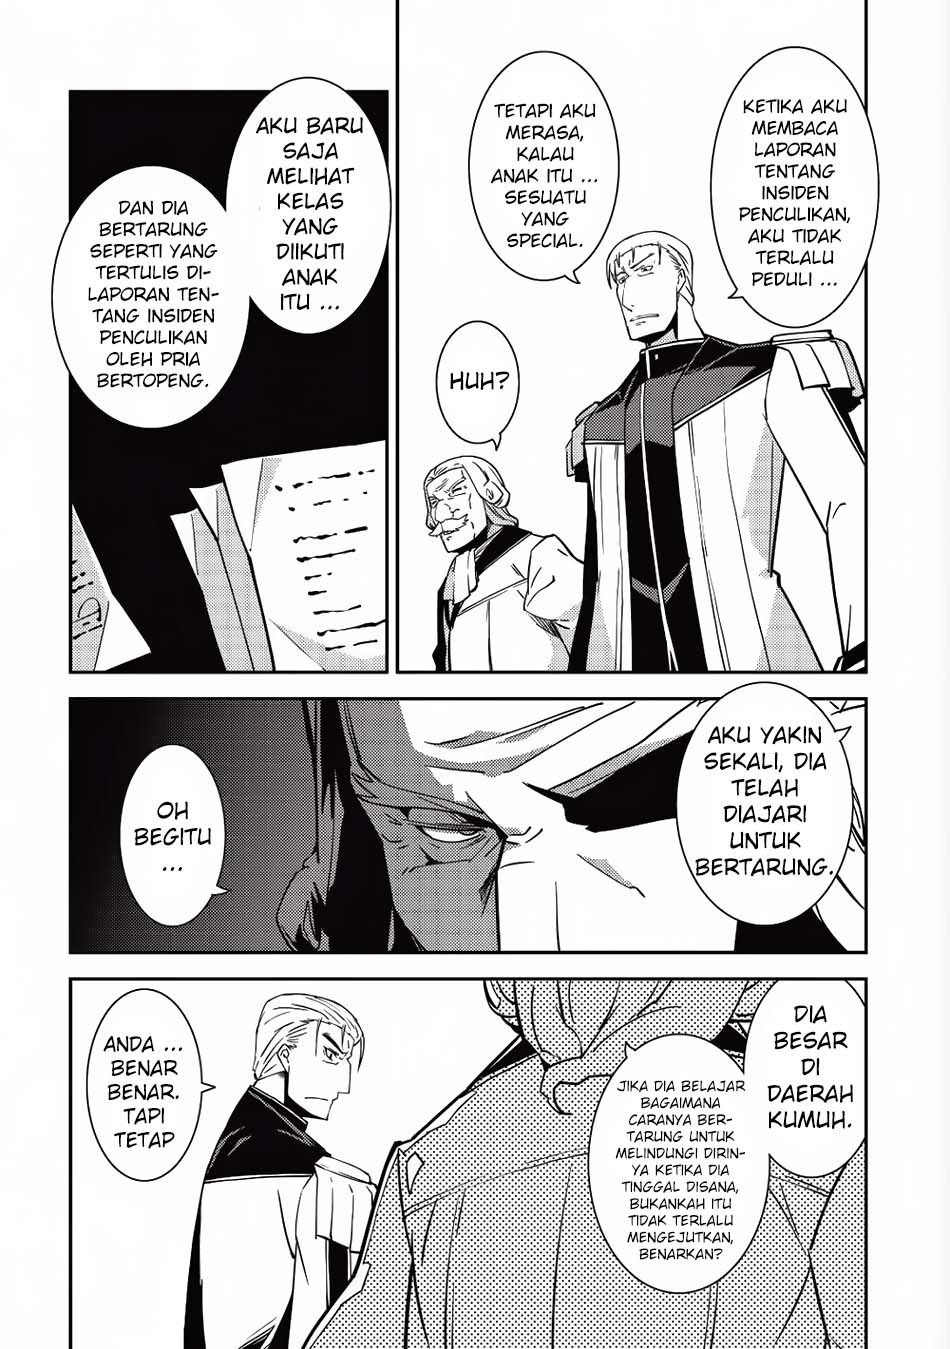 KETIKA AKU
MEMBACA
LAPORAN
TENTANG
INSIDEN
PENCULIKAN,
AKU TIDAK
TERLALU
PEDULI ...
TETAPI AKU
MERASA,
KALAU
ANAK ITU ...
SESUATU
YANG
SPECIAL.
HUH?
AKU BARU
SAJA
MELIHAT
KELAS
YANG
DIIKUTI
ANAK
ITU ...
DAN DIA
BERTARUNG
SEPERTI YANG
TERTULIS DI-
LAPORAN TEN-
TANG INSIDEN
PENCULIKAN
OLEH PRIA
BERTOPENG.
AKU YAKIN
SEKALI, DIA
TELAH
DIAJARI
UNTUK
BERTARUNG.
OH
BEGITU
...
DIA
BESAR
DI
DAERAH
KUMUH.
JIKA DIA BELAJAR
BAGAIMANA
CARANYA BER-
TARUNG UNTUK
MELINDUNGI DIRIN-
YA KETIKA DIA
TINGGAL DISANA,
BUKANKAH ITU
TIDAK TERLALU
MENGEJUTKAN,
BENARKAN?
ANDA ...
BENAR
BENAR.
TAPI
TETAP